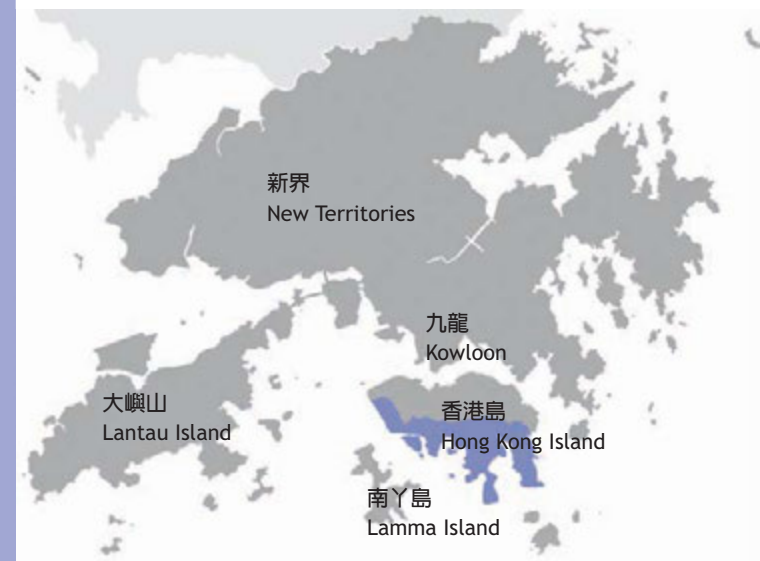 新界
New Territories
九龍
Kowloon
大嶼山
Lantau Island
香港島
Hong Kong Island
南丫島
Lamma Island